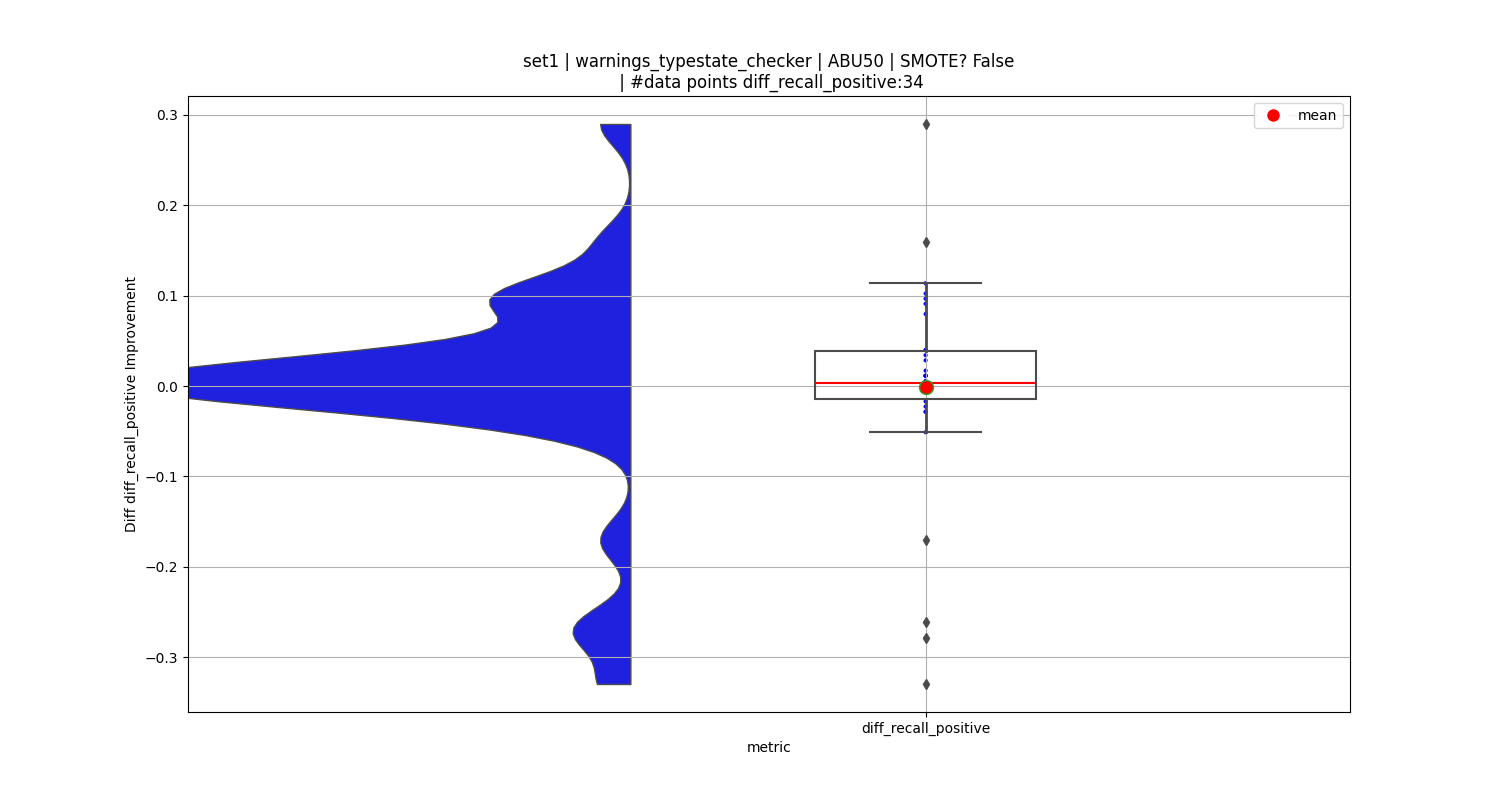 set1 | warnings_typestate_checker | ABU50 | SMOTE? False
| #data points diff_recall_positive:34
mean
0.3
0.2
0.1
0.0
−0.1
−0.2
−0.3
Diff diff_recall_positive Improvement
diff_recall_positive
metric